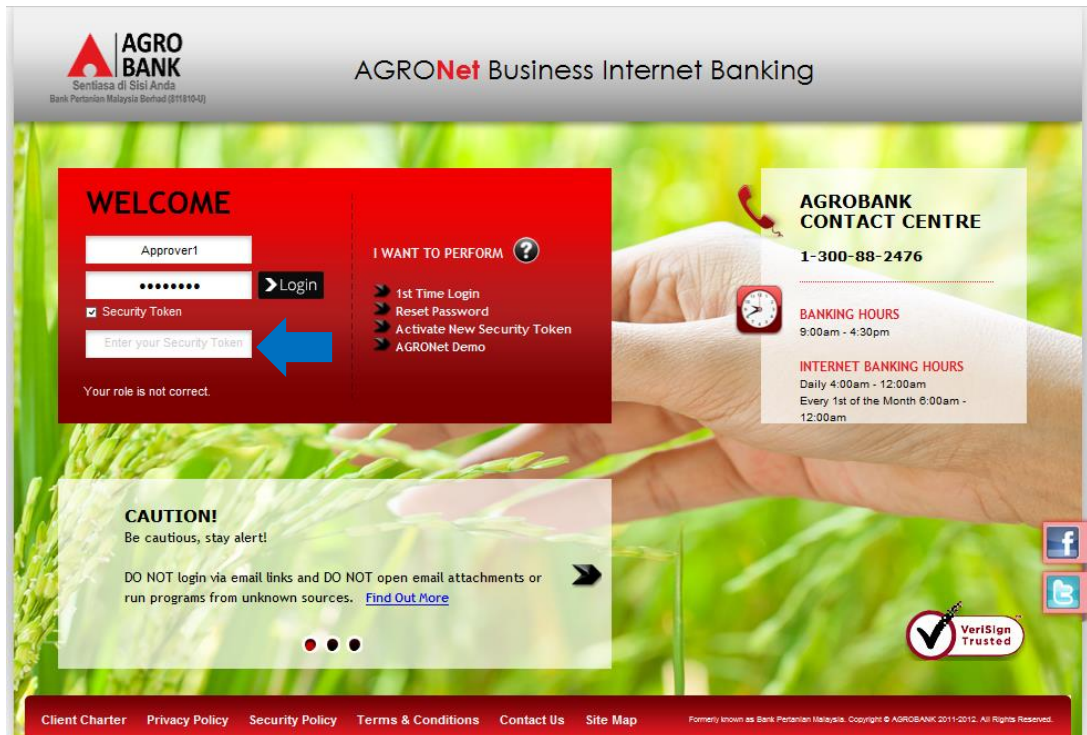 AGRO
BANK
Sentiasa di Sisi Anda
Bank Pertanian Malaysia Berhad (811810-U)
AGRONet Business Internet Banking
WELCOME
Approver1
Login
Security Token
Enter your Security Token
Your role is not correct.
I WANT TO PERFORM ?
1st Time Login
Reset Password
Activate New Security Token
AGRONet Demo
AGROBANK
CONTACT CENTRE
1-300-88-2476
BANKING HOURS
9:00am - 4:30pm
INTERNET BANKING HOURS
Daily 4:00am - 12:00am
Every 1st of the Month 6:00am -
12:00am
CAUTION!
Be cautious, stay alert!
DO NOT login via email links and DO NOT open email attachments or
run programs from unknown sources. Find Out More
VeriSign
Trusted
Client Charter Privacy Policy Security Policy Terms & Conditions Contact Us Site Map
Formerly known as Bank Pertanian Malaysia. Copyright © AGROBANK 2011-2012. All Rights Reserved.